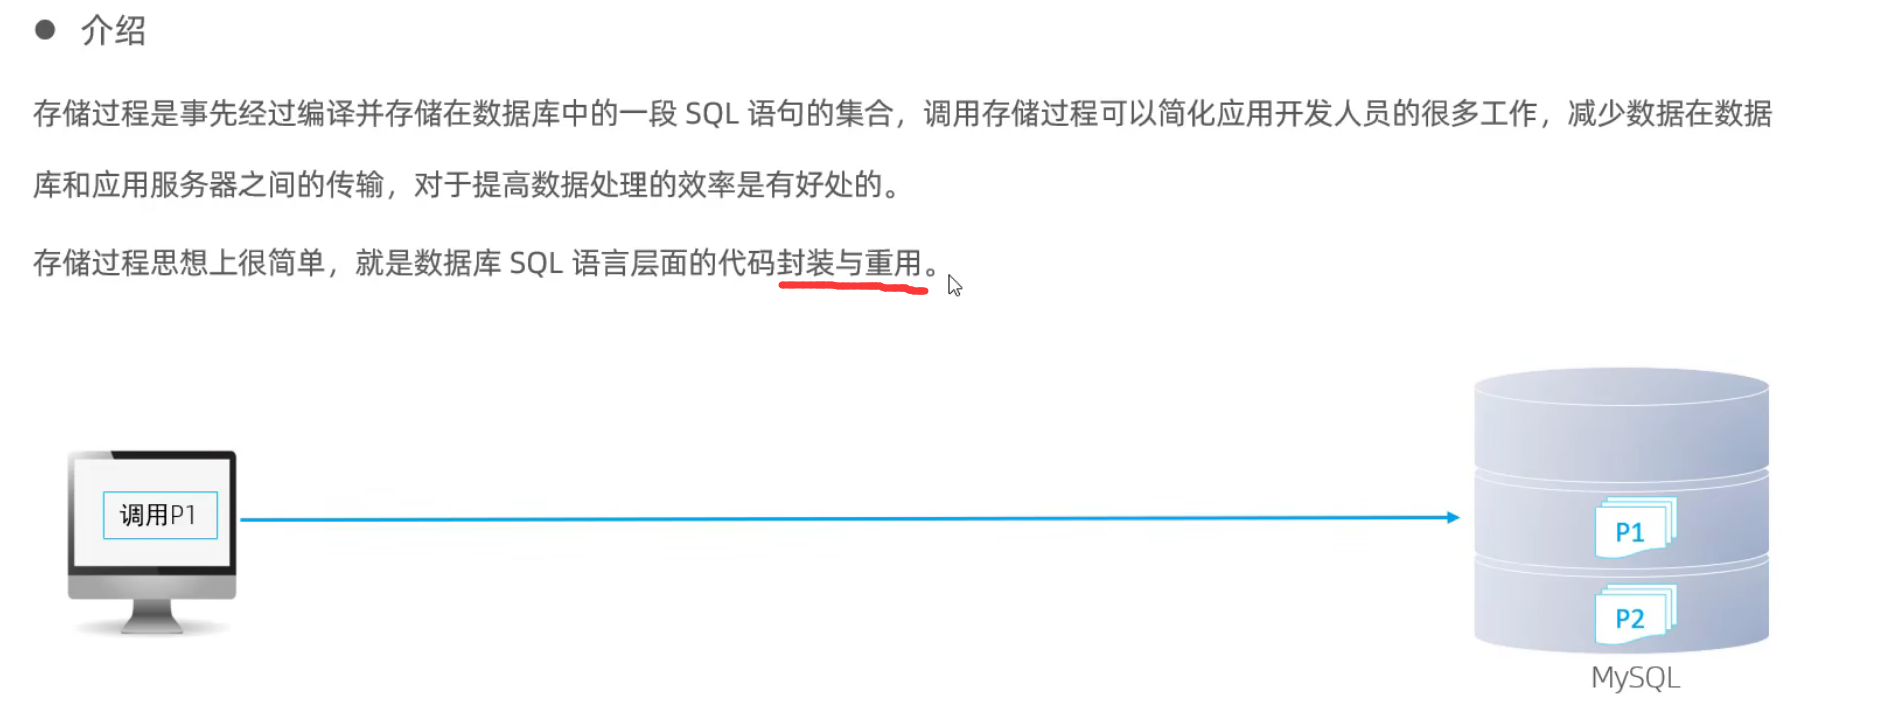 ● 介绍
存储过程是事先经过编译并存储在数据库中的一段 SQL 语句的集合，调用存储过程可以简化应用开发人员的很多工作，减少数据在数据
库和应用服务器之间的传输，对于提高数据处理的效率是有好处的。
存储过程思想上很简单，就是数据库 SQL 语言层面的代码封装与重用。
调用P1
P1
P2
MySQL